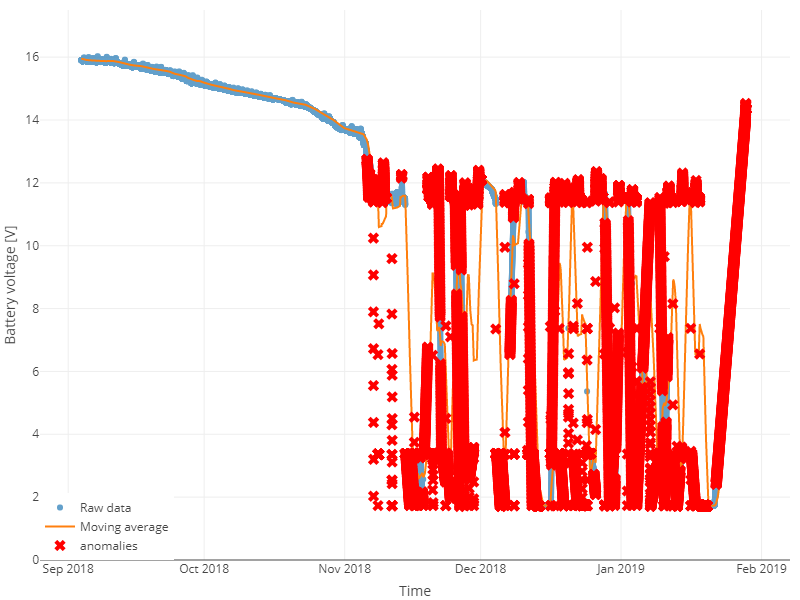 16
14
12
10
8
6
4
2
0
Battery voltage [V]
Raw data
Moving average
anomalies
Sep 2018 Oct 2018 Nov 2018 Dec 2018 Jan 2019 Feb 2019
Time